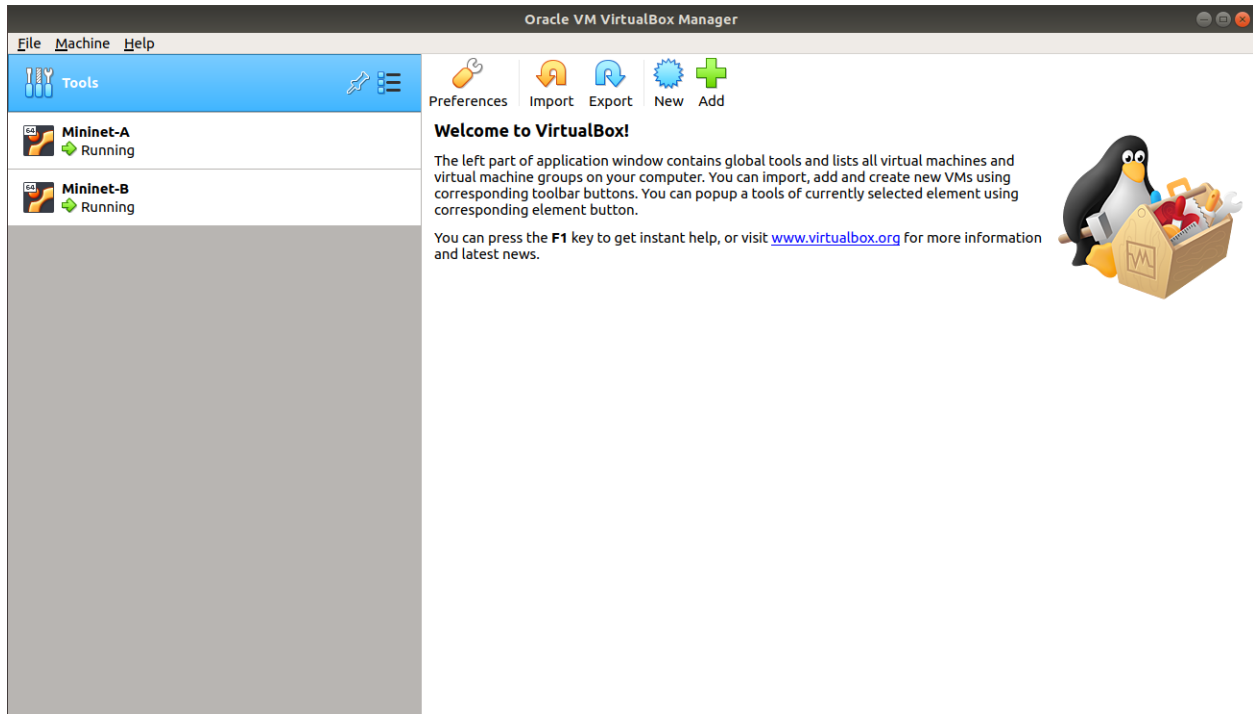 Oracle VM VirtualBox Manager
File Machine Help
Tools
Preferences Import Export New Add
64 Mininet-A
Running
64 Mininet-B
Running
Welcome to VirtualBox!
The left part of application window contains global tools and lists all virtual machines and
virtual machine groups on your computer. You can import, add and create new VMs using
corresponding toolbar buttons. You can popup a tools of currently selected element using
corresponding element button.
You can press the F1 key to get instant help, or visit www.virtualbox.org for more information
and latest news.